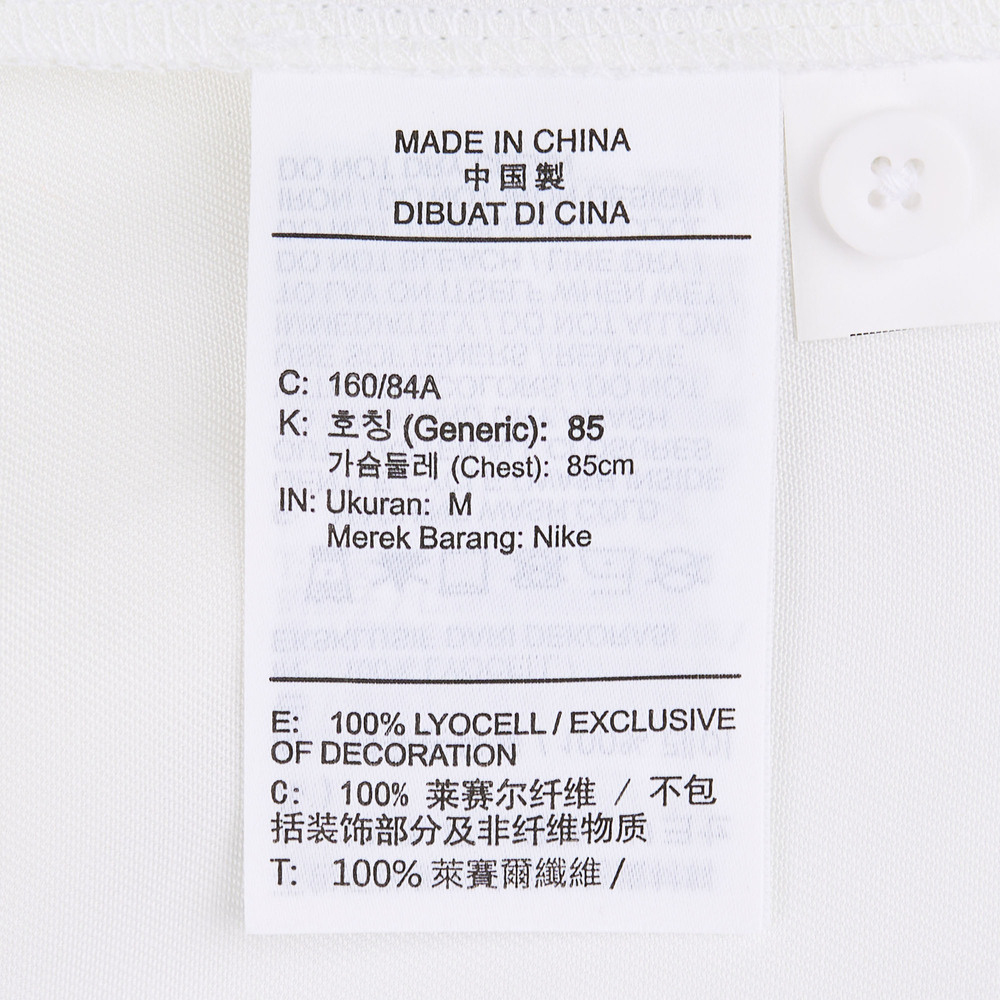 MADE IN CHINA
中国製
DIBUAT DI CINA
C: 160/84A
K: 호칭 (Generic): 85
가슴둘레 (Chest): 85cm
IN: Ukuran: M
Merek Barang: Nike
E: 100% LYOCELL / EXCLUSIVE
OF DECORATION
C: 100% 莱赛尔纤维 / 不包
括装饰部分及非纤维物质
T: 100% 萊賽爾纖維 /